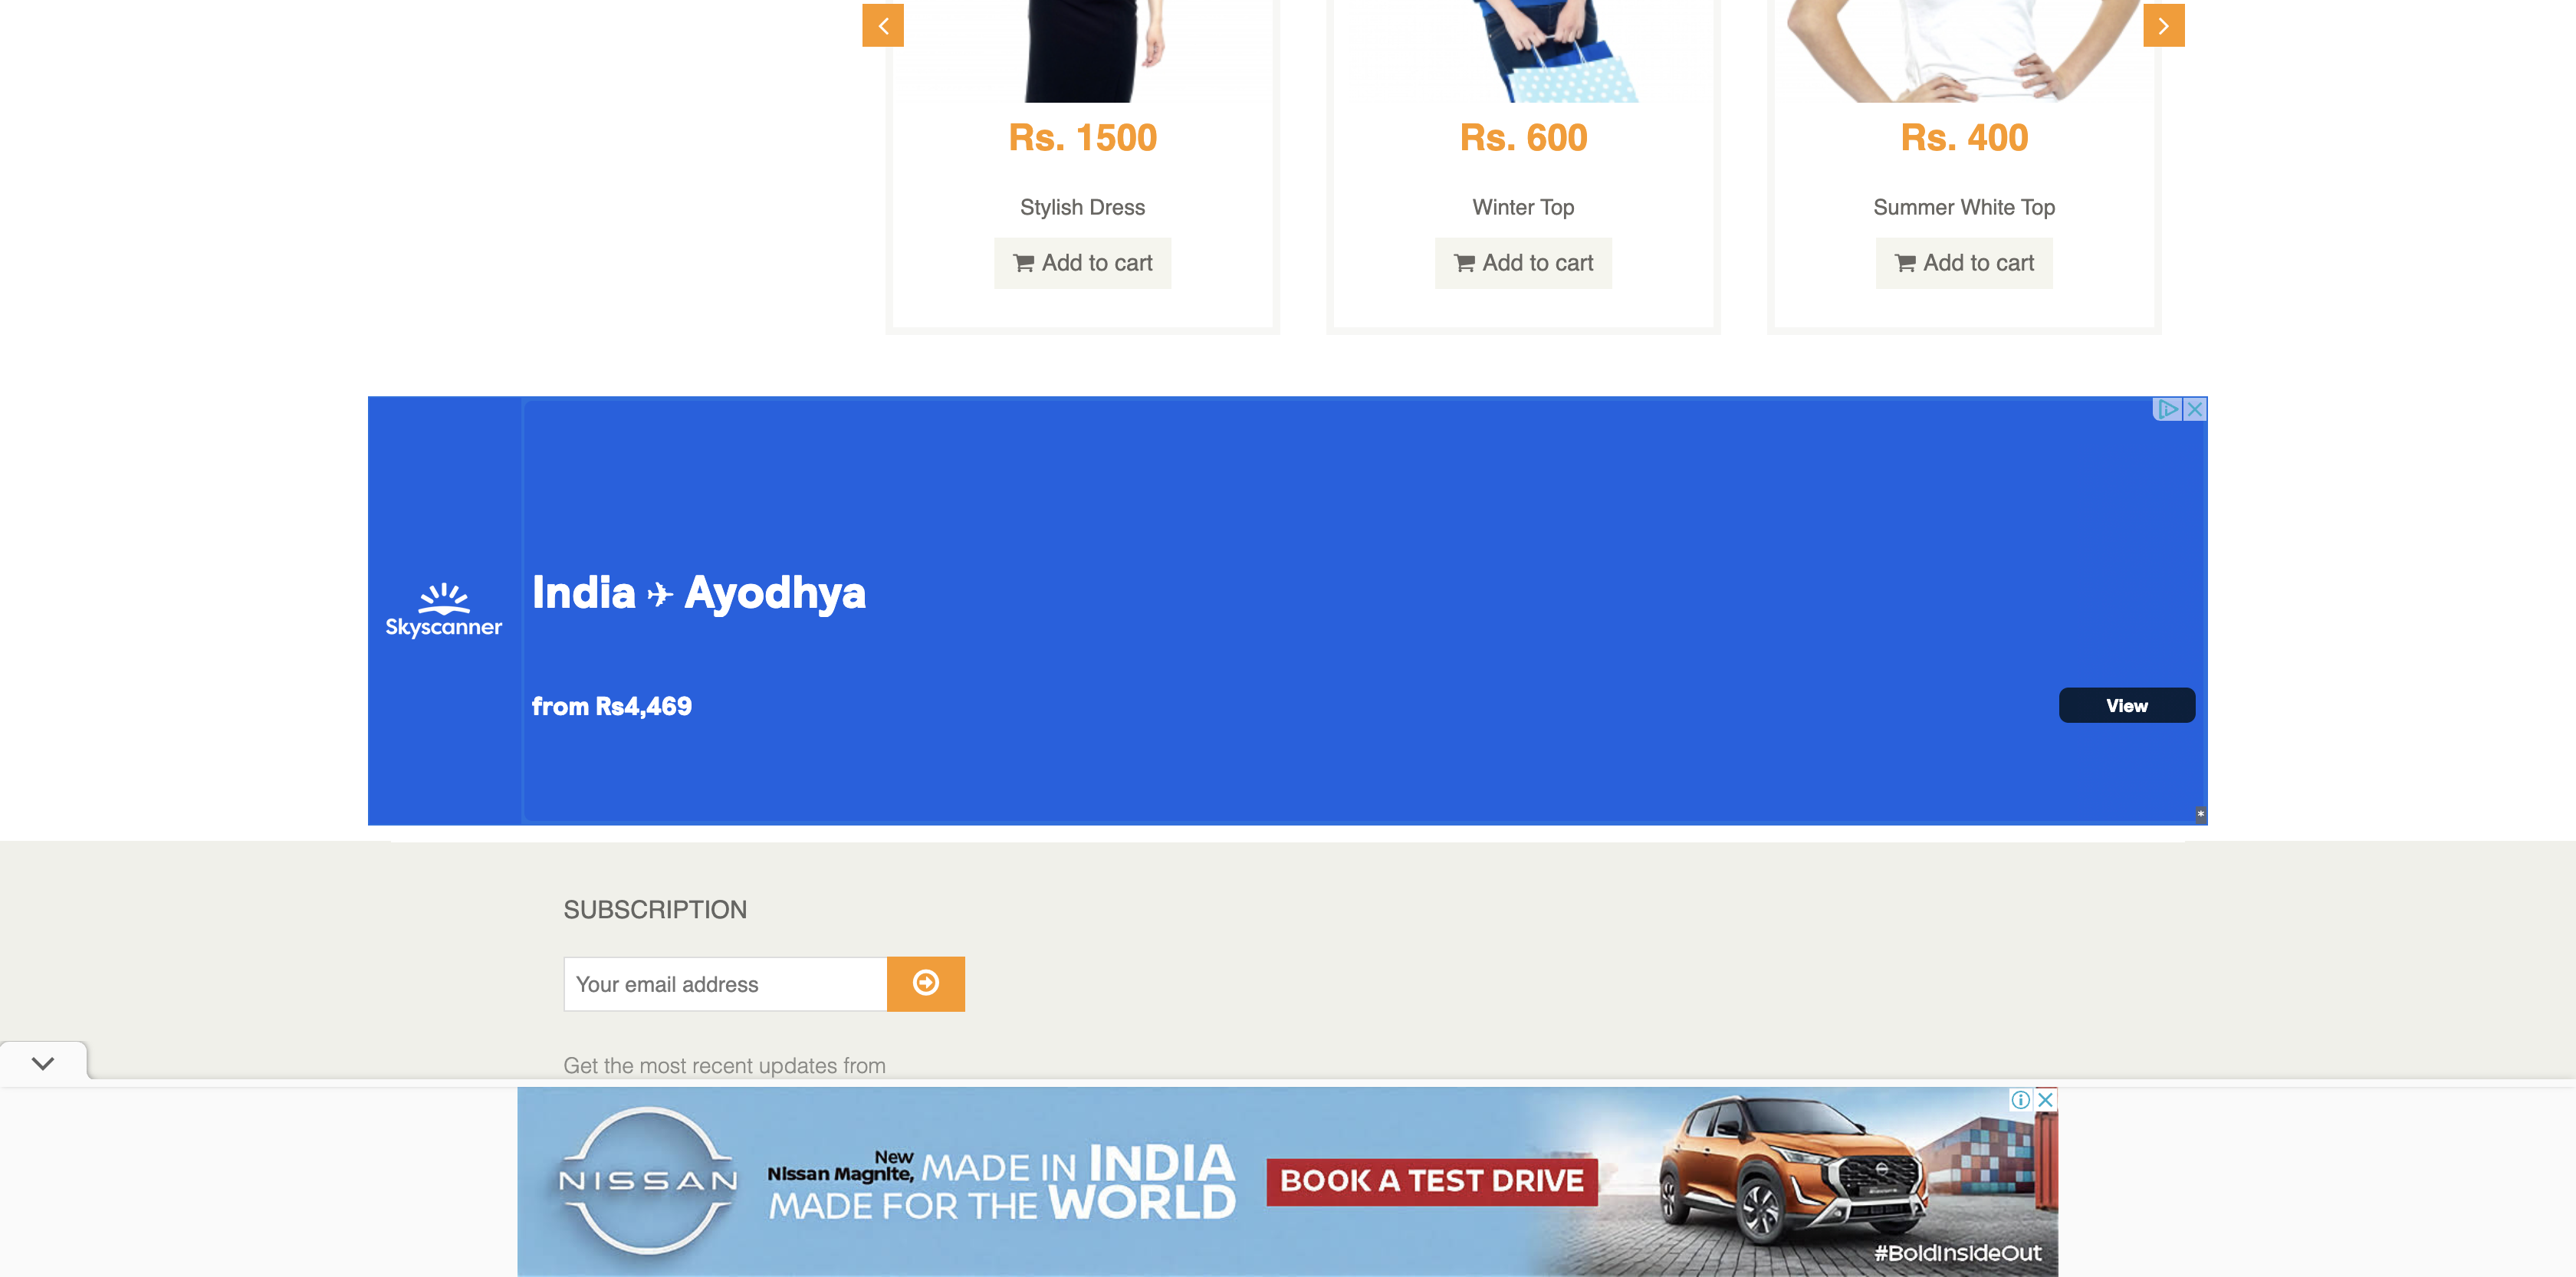 Rs. 1500
Rs. 600
Rs. 400
Stylish Dress
Winter Top
Summer White Top
Add to cart
Add to cart
Add to cart
India ✈ Ayodhya
Skyscanner
from Rs4,469
View
*
SUBSCRIPTION
Your email address
Get the most recent updates from
NISSAN
New
Nissan Magnite, MADE IN INDIA
MADE FOR THE WORLD
BOOK A TEST DRIVE
#BoldInsideOut